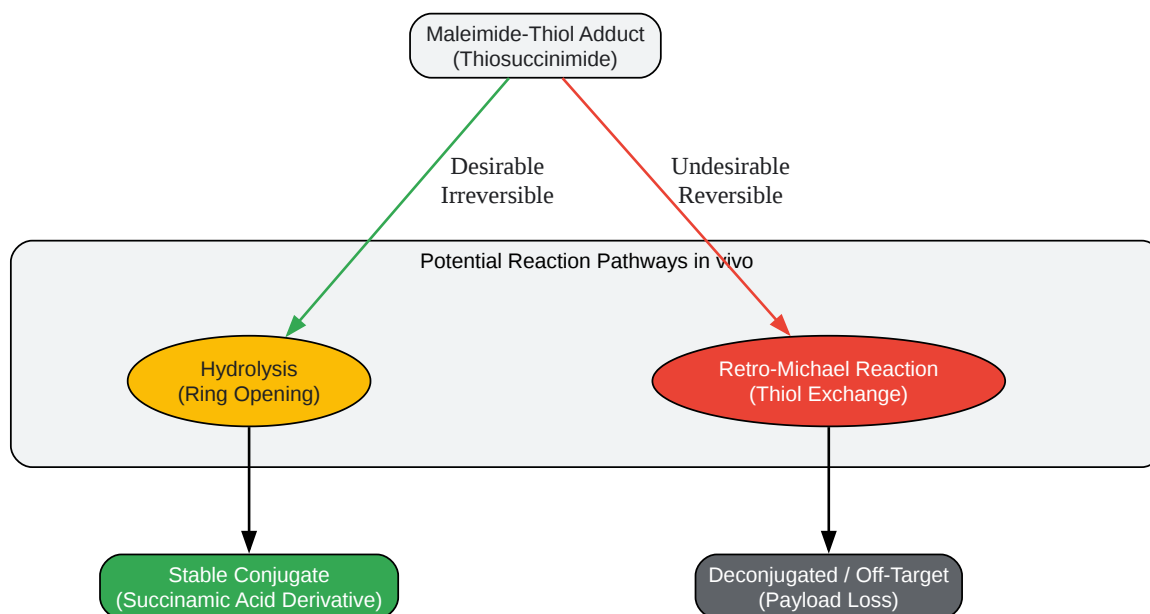 Maleimide-Thiol Adduct
(Thiosuccinimide)
Desirable
Irreversible
Undesirable
Reversible
Potential Reaction Pathways in vivo
Hydrolysis
(Ring Opening)
Retro-Michael Reaction
(Thiol Exchange)
Stable Conjugate
(Succinamic Acid Derivative)
Deconjugated / Off-Target
(Payload Loss)